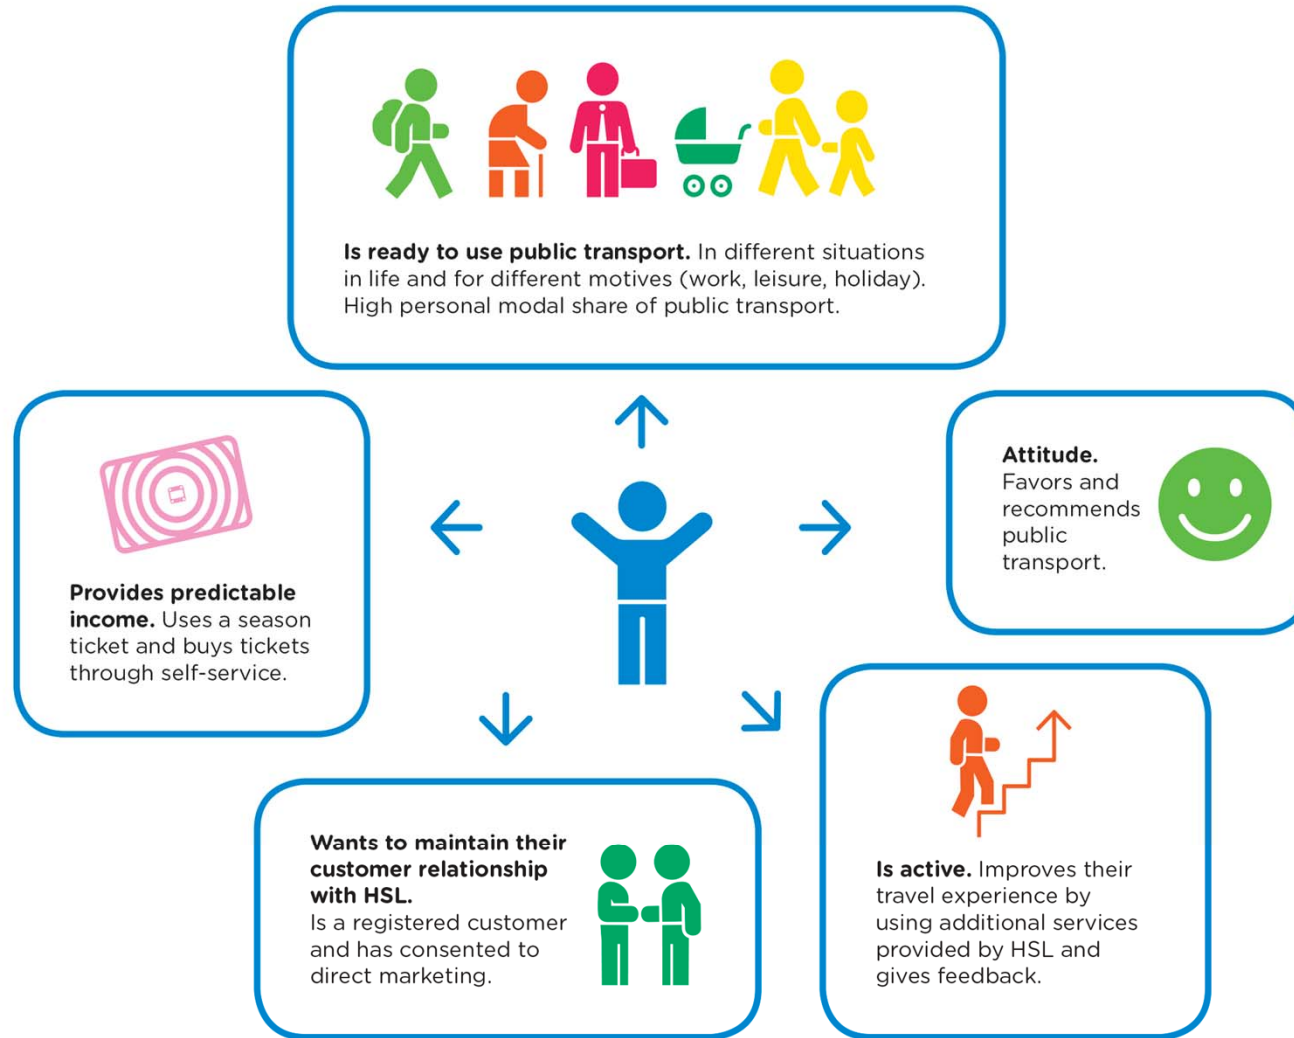 Is ready to use public transport. In different situations
in life and for different motives (work, leisure, holiday).
High personal modal share of public transport.
Provides predictable
income. Uses a season
ticket and buys tickets
through self-service.
Attitude.
Favors and
recommends
public
transport.
Wants to maintain their
customer relationship
with HSL.
Is a registered customer
and has consented to
direct marketing.
Is active. Improves their
travel experience by
using additional services
provided by HSL and
gives feedback.